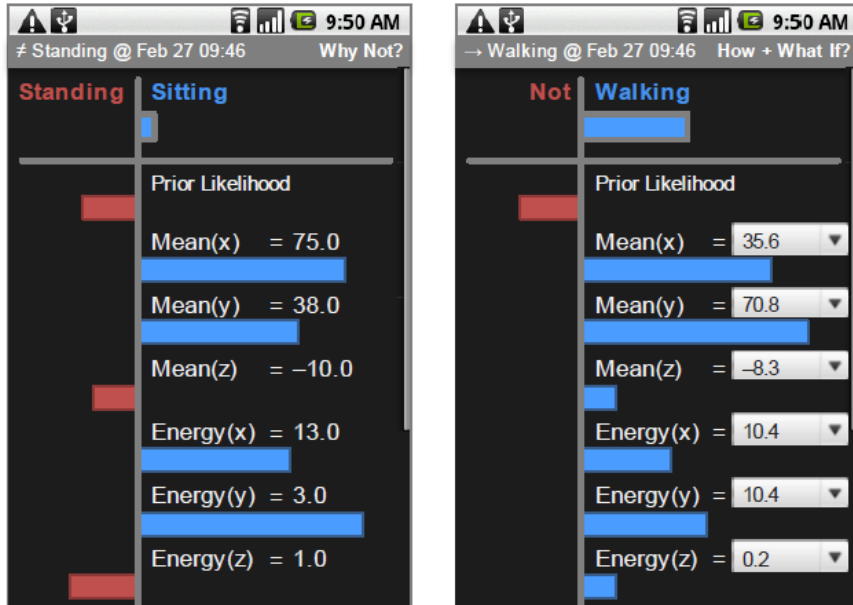 9:50 AM
≠ Standing @ Feb 27 09:46 Why Not?
Standing Sitting
Prior Likelihood
Mean(x) = 75.0
Mean(y) = 38.0
Mean(z) = –10.0
Energy(x) = 13.0
Energy(y) = 3.0
Energy(z) = 1.0
9:50 AM
→ Walking @ Feb 27 09:46 How + What If?
Not Walking
Prior Likelihood
Mean(x) = 35.6
Mean(y) = 70.8
Mean(z) = –8.3
Energy(x) = 10.4
Energy(y) = 10.4
Energy(z) = 0.2